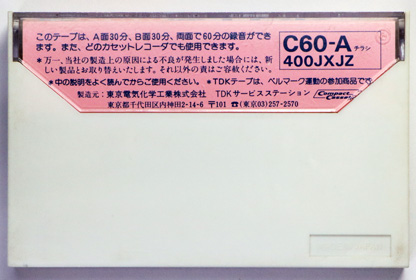 このテープは、A面30分、B面30分、両面で60分の録音ができ
ます。また、どのカセットレコーダでも使用できます。
*万一、当社の製造上の原因による不良が発生しました場合には、新
しい製品とお取り替えいたします。それ以外の責はご容赦ください。
C60-A チラシ
400JXJZ
*中の説明をよく読んでからご使用ください。*TDKテープは、ベルマーク運動の参加商品です
製造元:東京電気化学工業株式会社 TDKサービスステーション Compact Cassette
東京都千代田区内神田2-14-6 〒101 ☎(東京03)257-2570